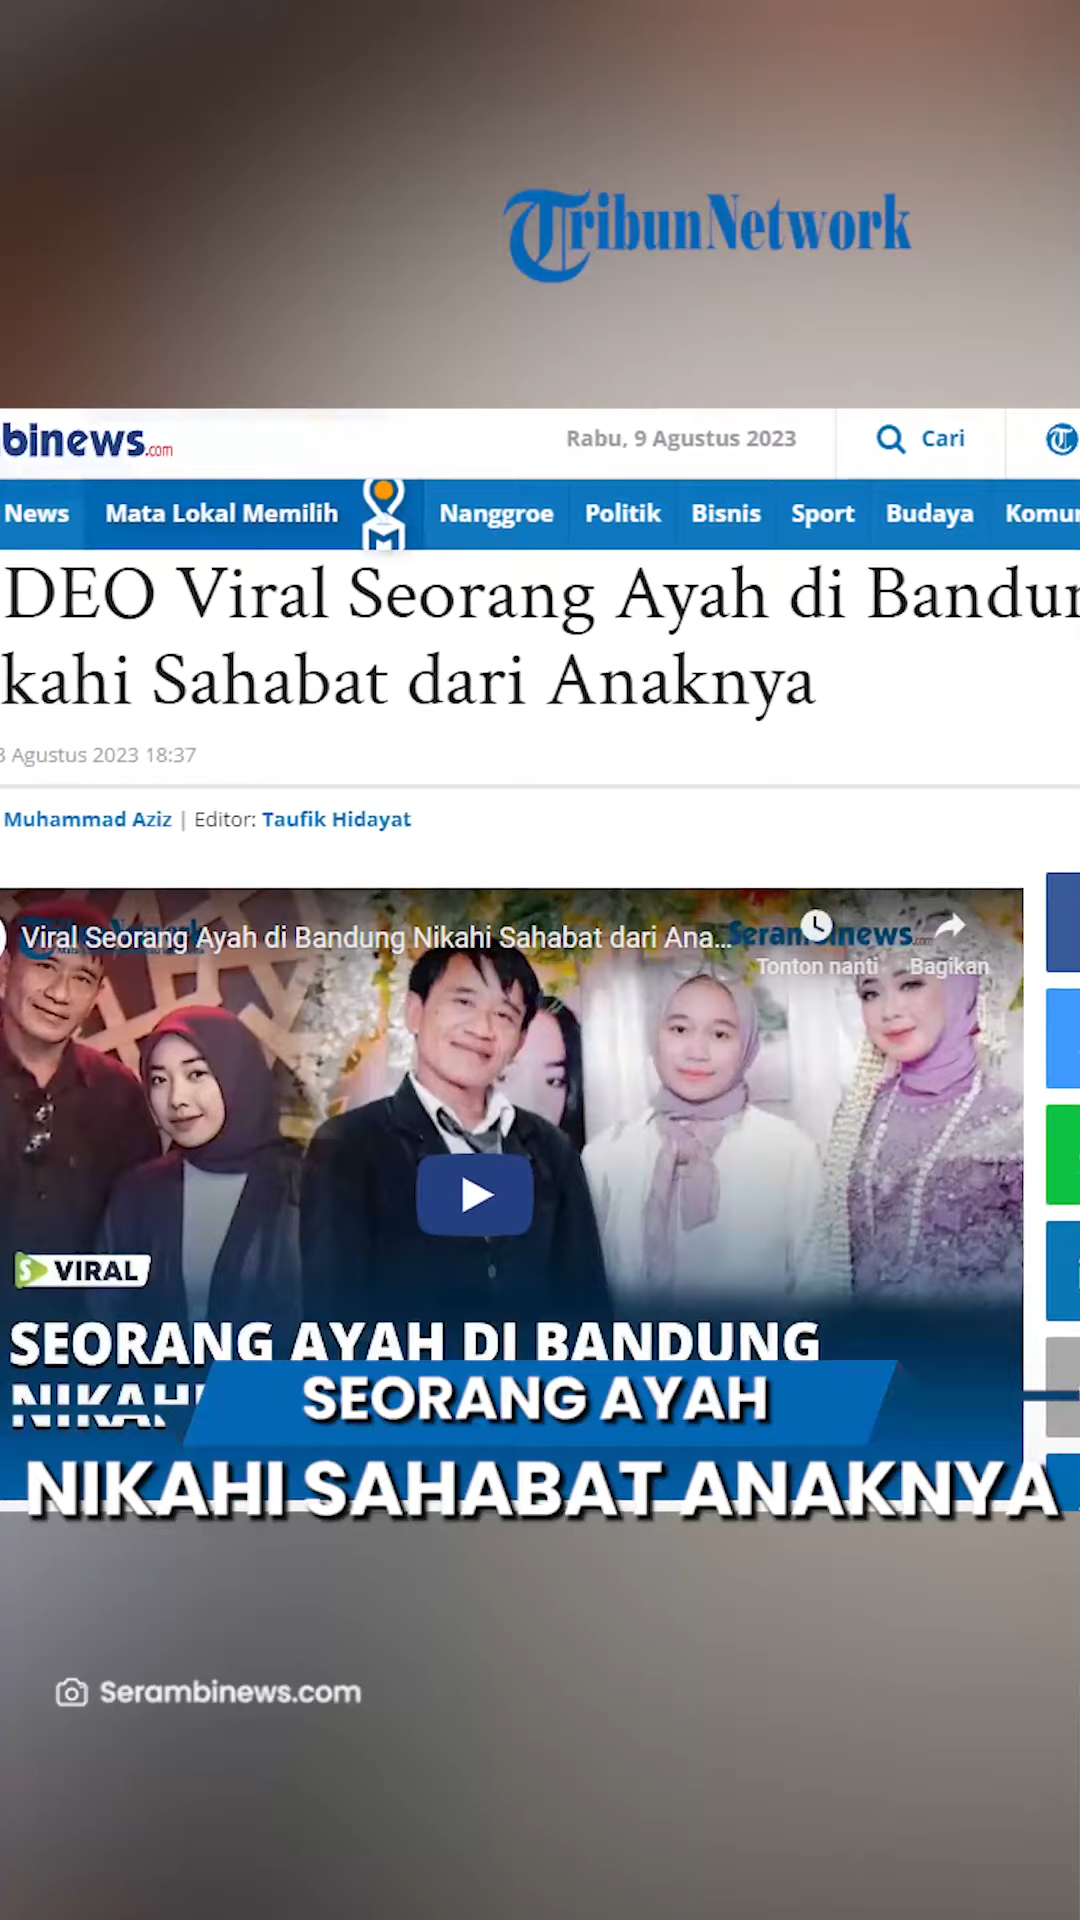 Tribun Network
binews.com
Rabu, 9 Agustus 2023
Cari
News
Mata Lokal Memilih
Nanggroe
Politik
Bisnis
Sport
Budaya
DEO Viral Seorang Ayah di
kahi Sahabat dari Anaknya
Agustus 2023 18:37
Muhammad Aziz | Editor: Taufik Hidayat
Viral Seorang Ayah di Bandung Nikahi Sahabat dari Ana...
Tonton nanti
Bagikan
VIRAL
SEORANG AYAH DI BANDUNG
NIKAHI
SEORANG AYAH
NIKAHI SAHABAT ANAKNYA
Serambinews.com